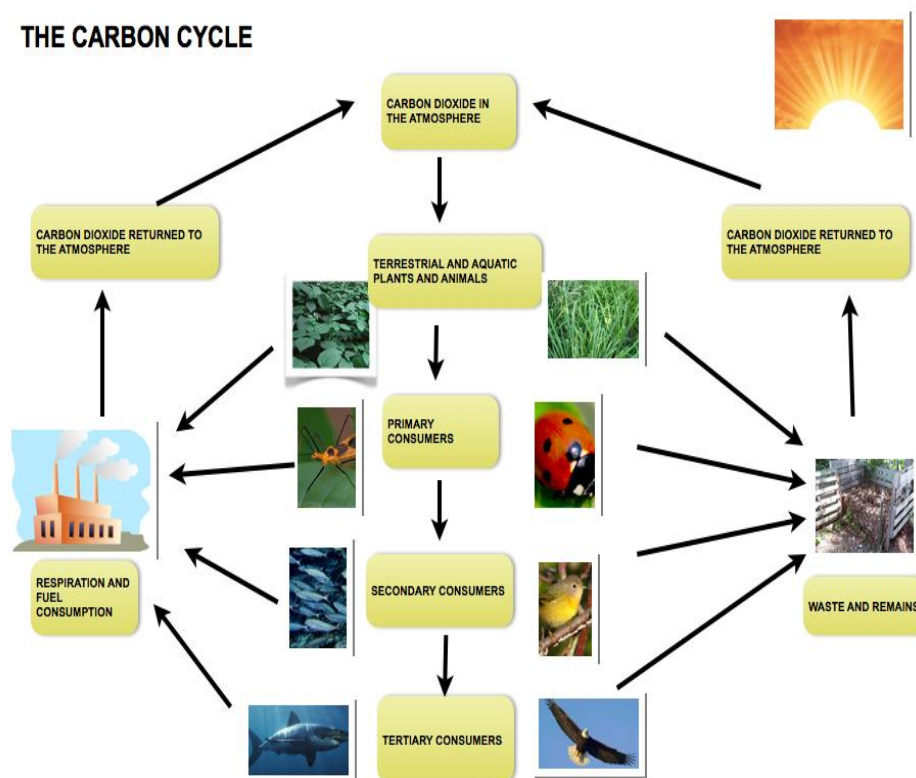 THE CARBON CYCLE
CARBON DIOXIDE IN
THE ATMOSPHERE
CARBON DIOXIDE RETURNED TO
THE ATMOSPHERE
CARBON DIOXIDE RETURNED TO
THE ATMOSPHERE
TERRESTRIAL AND AQUATIC
PLANTS AND ANIMALS
PRIMARY
CONSUMERS
RESPIRATION AND
FUEL
CONSUMPTION
SECONDARY CONSUMERS
WASTE AND REMAINS
TERTIARY CONSUMERS